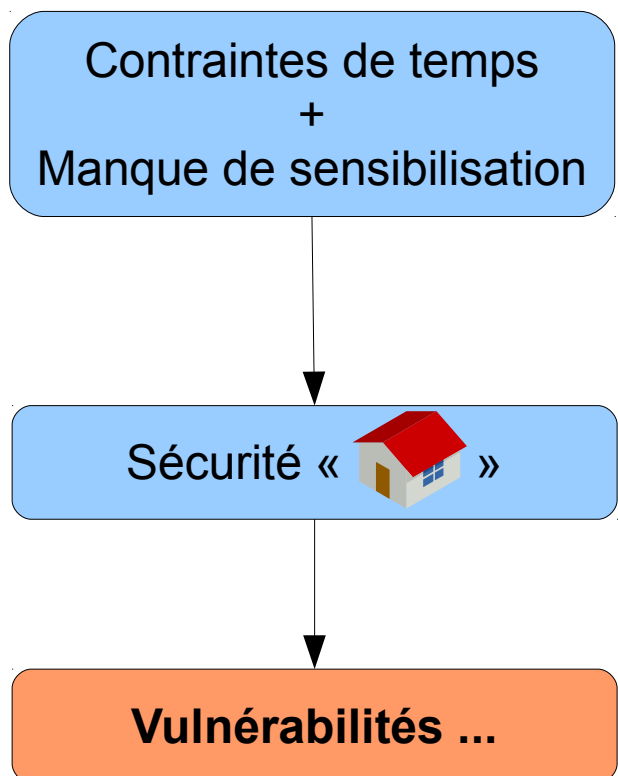 Contraintes de temps
+
Manque de sensibilisation
Sécurité « »
Vulnérabilités ...